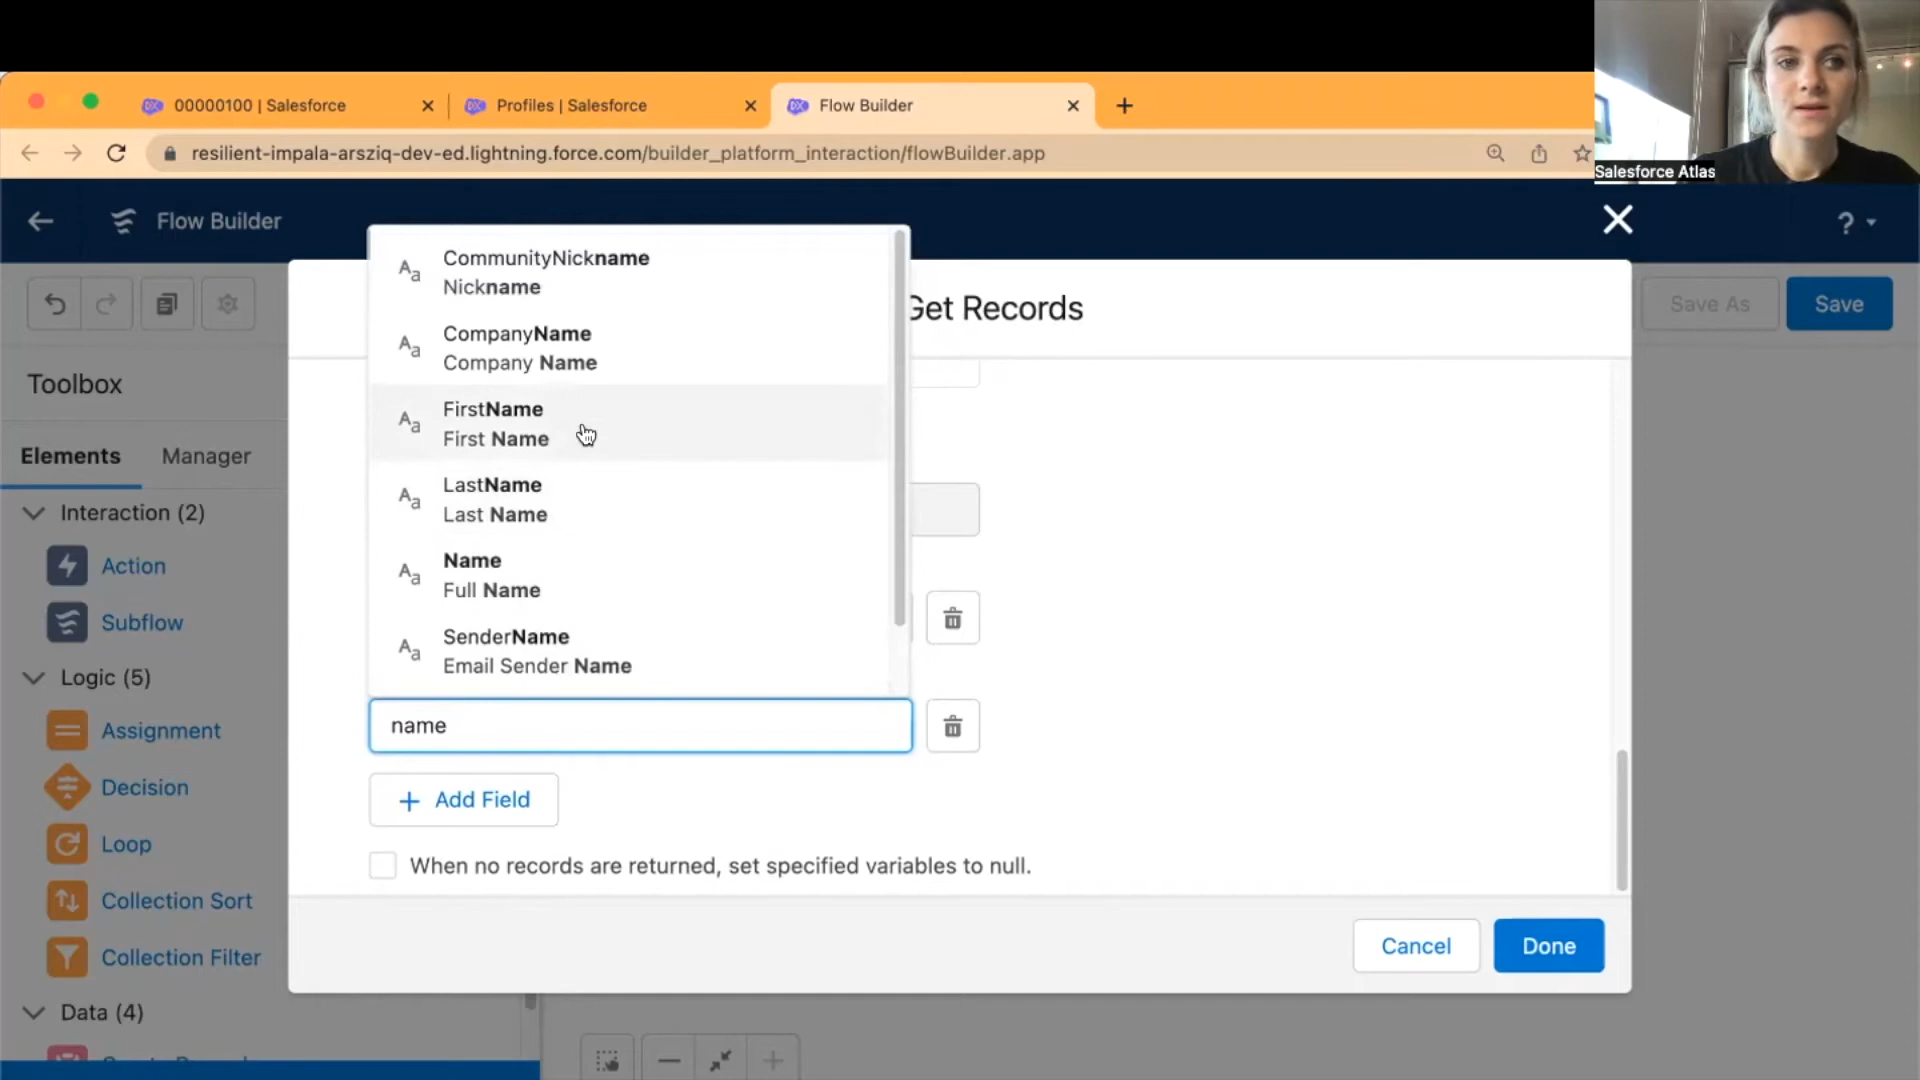 00000100 | Salesforce
Profiles | Salesforce
Flow Builder
resilient-impala-arsziq-dev-ed.lightning.force.com/builder_platform_interaction/flowBuilder.app
Salesforce Atlas
Flow Builder
?
Get Records
Save As
Save
Toolbox
Elements
Manager
Interaction (2)
Action
Subflow
Logic (5)
Assignment
Decision
Loop
Collection Sort
Collection Filter
Data (4)
CommunityNickname
Nickname
CompanyName
Company Name
FirstName
First Name
LastName
Last Name
Name
Full Name
SenderName
Email Sender Name
name
Add Field
When no records are returned, set specified variables to null.
Cancel
Done